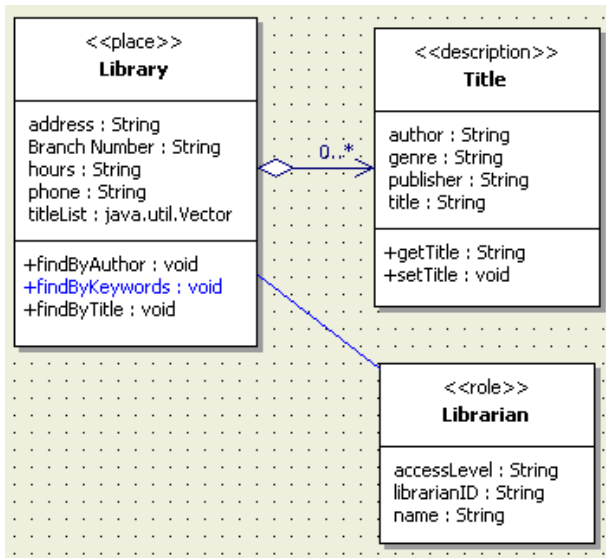 <<place>>
Library
address : String
Branch Number : String
hours : String
phone : String
titleList : java.util.Vector
+findByAuthor : void
+findByKeywords : void
+findByTitle : void
0..*
<<description>>
Title
author : String
genre : String
publisher : String
title : String
+getTitle : String
+setTitle : void
<<role>>
Librarian
accessLevel : String
librarianID : String
name : String